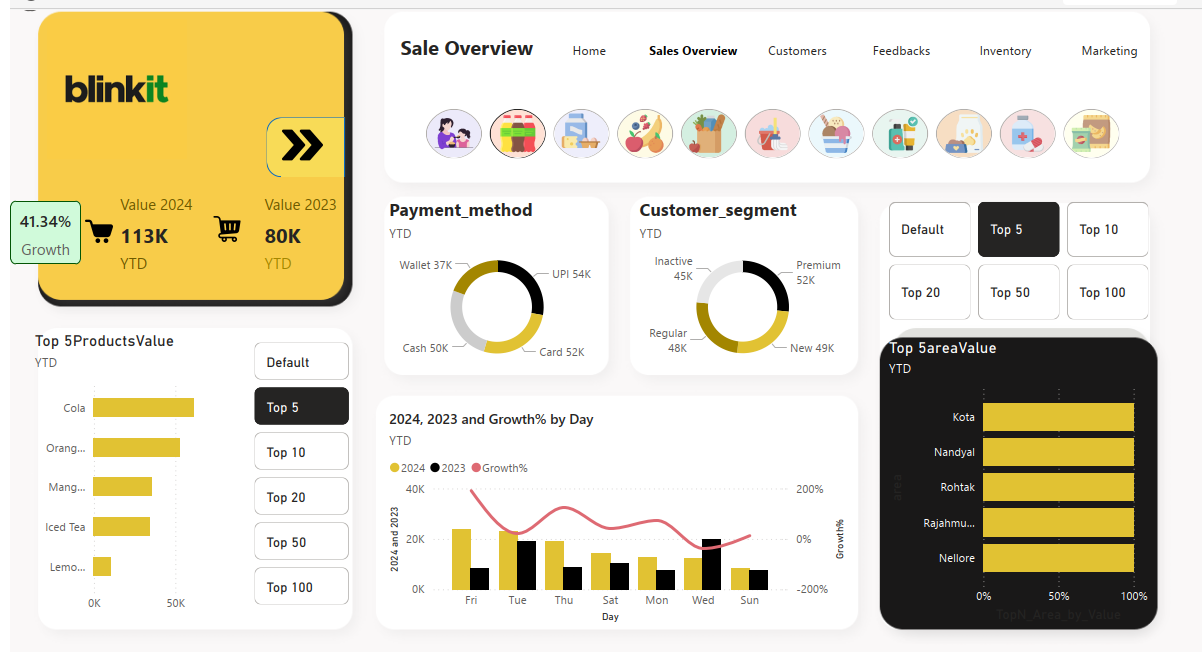 blinkit
41.34%
Growth
Value 2024
113K
YTD
Value 2023
80K
YTD
Sale Overview
Home
Sales Overview
Customers
Feedbacks
Inventory
Marketing
Payment_method
YTD
Wallet 37K
UPI 54K
Cash 50K
Card 52K
Customer_segment
YTD
Inactive
45K
Premium
52K
Regular
48K
New 49K
Default
Top 5
Top 10
Top 20
Top 50
Top 100
Top 5ProductsValue
YTD
Cola
Orang...
Mang...
Iced Tea
Lemo...
0K
50K
Default
Top 5
Top 10
Top 20
Top 50
Top 100
2024, 2023 and Growth% by Day
YTD
2024
2023
Growth%
40K
20K
0K
2024 and 2023
200%
0%
-200%
Growth%
Fri
Tue
Thu
Sat
Mon
Wed
Sun
Day
Top 5areaValue
YTD
area
Kota
Nandyal
Rohtak
Rajahmu...
Nellore
0%
50%
100%
TopN_Area_by_Value